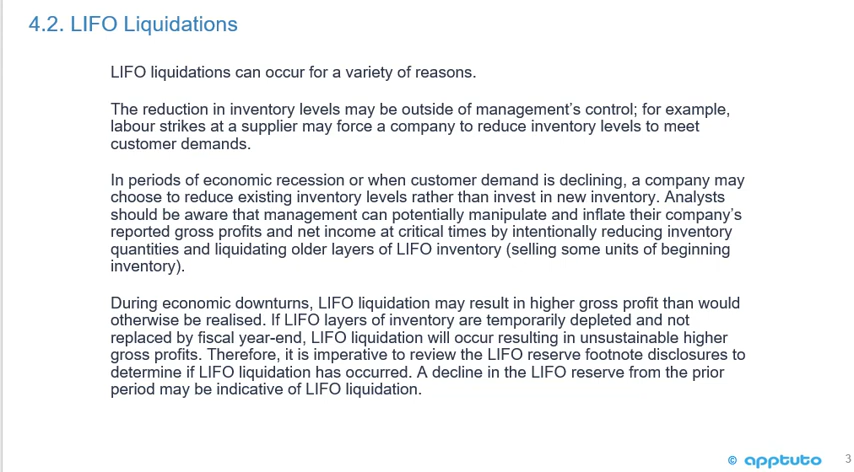 4.2. LIFO Liquidations
LIFO liquidations can occur for a variety of reasons.
The reduction in inventory levels may be outside of management's control; for example,
labour strikes at a supplier may force a company to reduce inventory levels to meet
customer demands.
In periods of economic recession or when customer demand is declining, a company may
choose to reduce existing inventory levels rather than invest in new inventory. Analysts
should be aware that management can potentially manipulate and inflate their company's
reported gross profits and net income at critical times by intentionally reducing inventory
quantities and liquidating older layers of LIFO inventory (selling some units of beginning
inventory).
During economic downturns, LIFO liquidation may result in higher gross profit than would
otherwise be realised. If LIFO layers of inventory are temporarily depleted and not
replaced by fiscal year-end, LIFO liquidation will occur resulting in unsustainable higher
gross profits. Therefore, it is imperative to review the LIFO reserve footnote disclosures to
determine if LIFO liquidation has occurred. A decline in the LIFO reserve from the prior
period may be indicative of LIFO liquidation.
© apptuto 3